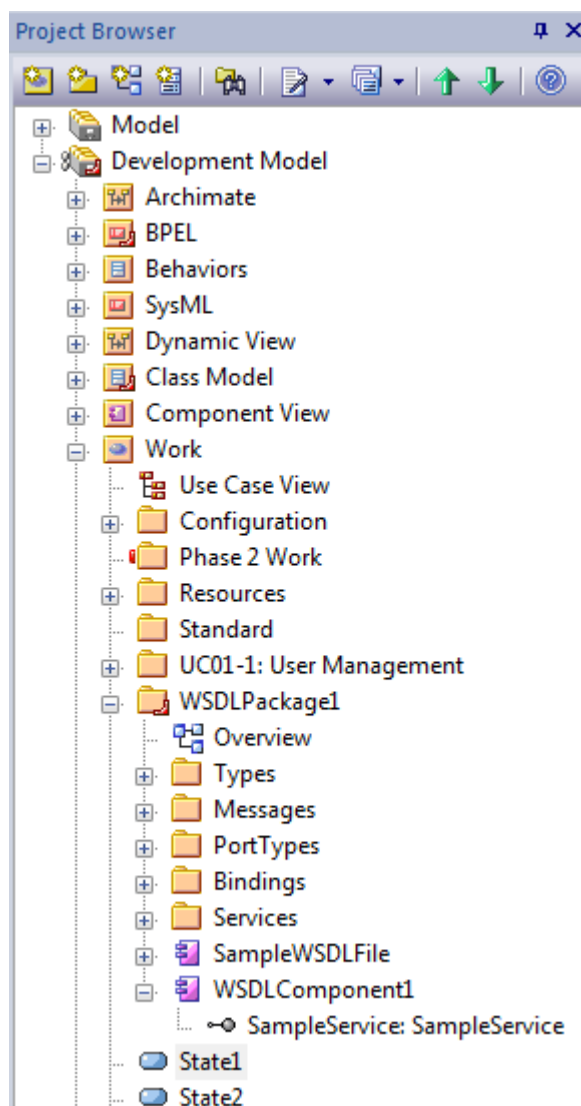 Project Browser
Model
Development Model
Archimate
BPEL
Behaviors
SysML
Dynamic View
Class Model
Component View
Work
Use Case View
Configuration
Phase 2 Work
Resources
Standard
UC01-1: User Management
WSDLPackage1
Overview
Types
Messages
PortTypes
Bindings
Services
SampleWSDLFile
WSDLComponent1
SampleService: SampleService
State1
State2